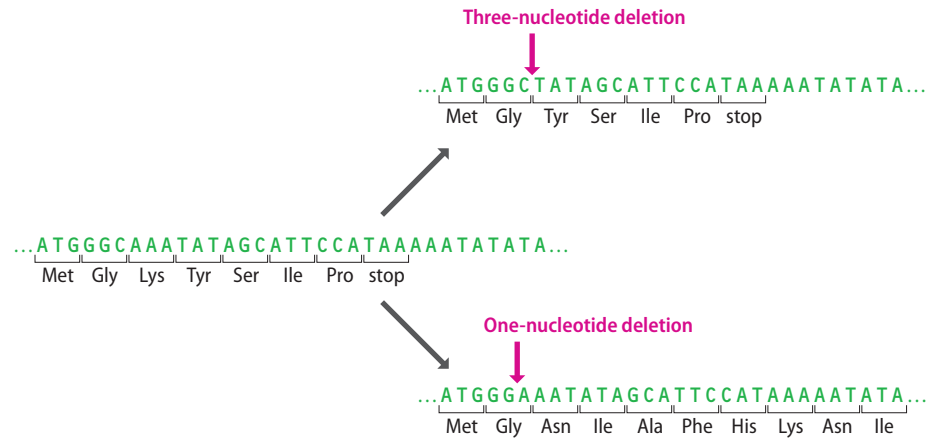 Three-nucleotide deletion
...ATGGGCTATAGCATTCCATAAAAATATATA...
Met Gly Tyr Ser Ile Pro stop
...ATGGGCAAATATAGCATTCCATAAAAATATATA...
Met Gly Lys Tyr Ser Ile Pro stop
One-nucleotide deletion
...ATGGGAAATATAGCATTCCATAAAAATATA...
Met Gly Asn Ile Ala Phe His Lys Asn Ile